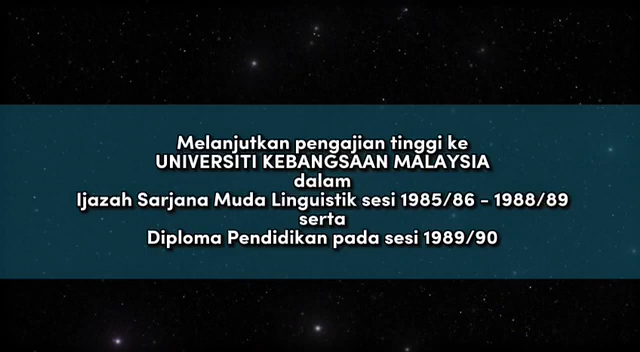 Melanjutkan pengajian tinggi ke
UNIVERSITI KEBANGSAAN MALAYSIA
dalam
Ijazah Sarjana Muda Linguistik sesi 1985/86 - 1988/89
serta
Diploma Pendidikan pada sesi 1989/90